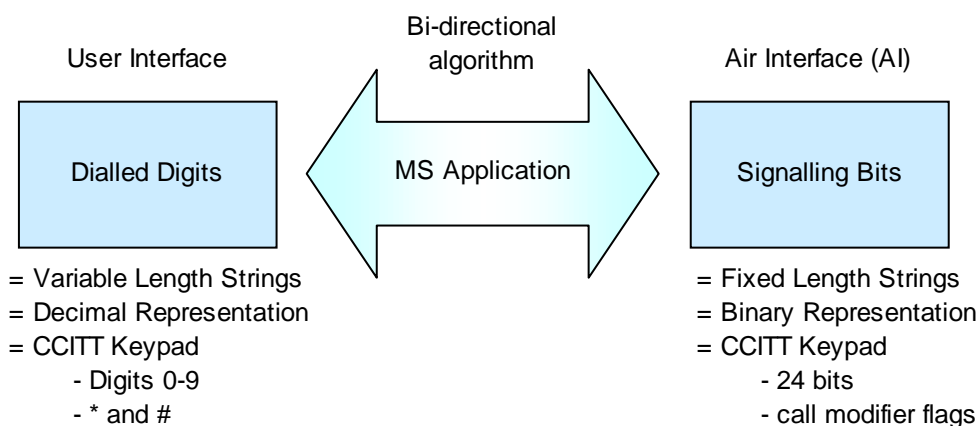 User Interface
Bi-directional
algorithm
Air Interface (AI)
Dialled Digits
MS Application
Signalling Bits
= Variable Length Strings
= Decimal Representation
= CCITT Keypad
- Digits 0-9
- * and #
= Fixed Length Strings
= Binary Representation
= CCITT Keypad
- 24 bits
- call modifier flags